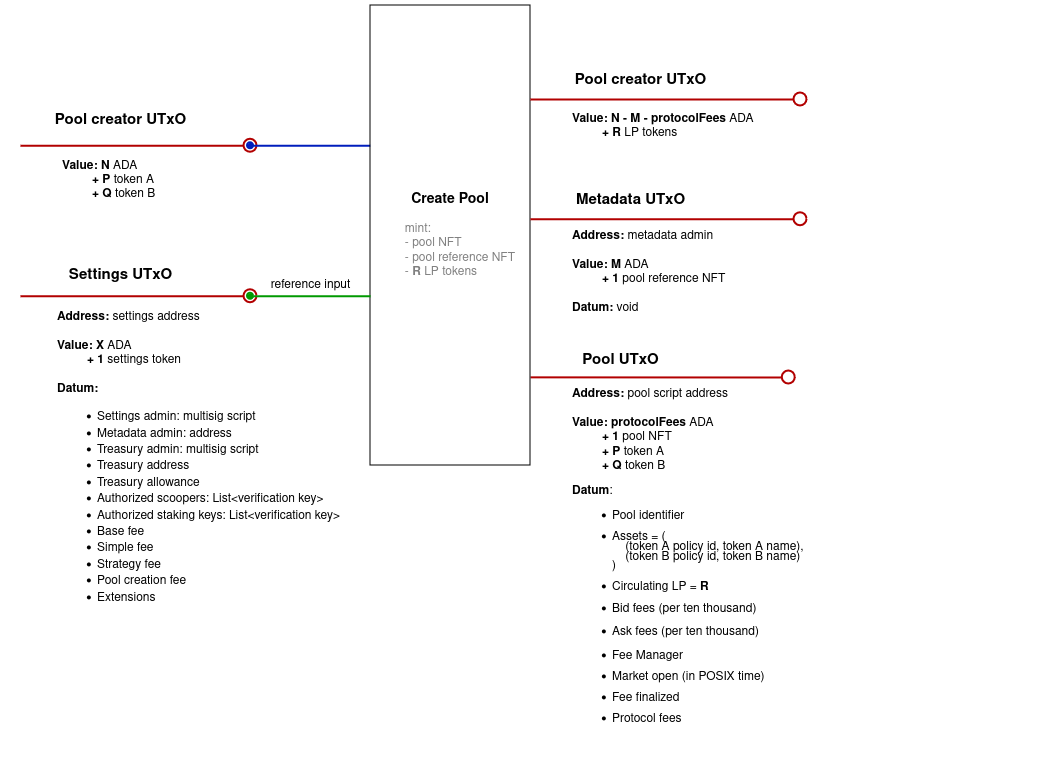 Pool creator UTxO
Value: N ADA
+ P token A
+ Q token B
Settings UTxO
reference input
Address: settings address
Value: X ADA
+ 1 settings token
Datum:
• Settings admin: multisig script
• Metadata admin: address
• Treasury admin: multisig script
• Treasury address
• Treasury allowance
• Authorized scoopers: List<verification key>
• Authorized staking keys: List<verification key>
• Base fee
• Simple fee
• Strategy fee
• Pool creation fee
• Extensions
Create Pool
mint:
- pool NFT
- pool reference NFT
- R LP tokens
Pool creator UTxO
Value: N - M - protocolFees ADA
+ R LP tokens
Metadata UTxO
Address: metadata admin
Value: M ADA
+ 1 pool reference NFT
Datum: void
Pool UTxO
Address: pool script address
Value: protocolFees ADA
+ 1 pool NFT
+ P token A
+ Q token B
Datum:
• Pool identifier
• Assets = (
(token A policy id, token A name),
(token B policy id, token B name)
)
• Circulating LP = R
• Bid fees (per ten thousand)
• Ask fees (per ten thousand)
• Fee Manager
• Market open (in POSIX time)
• Fee finalized
• Protocol fees